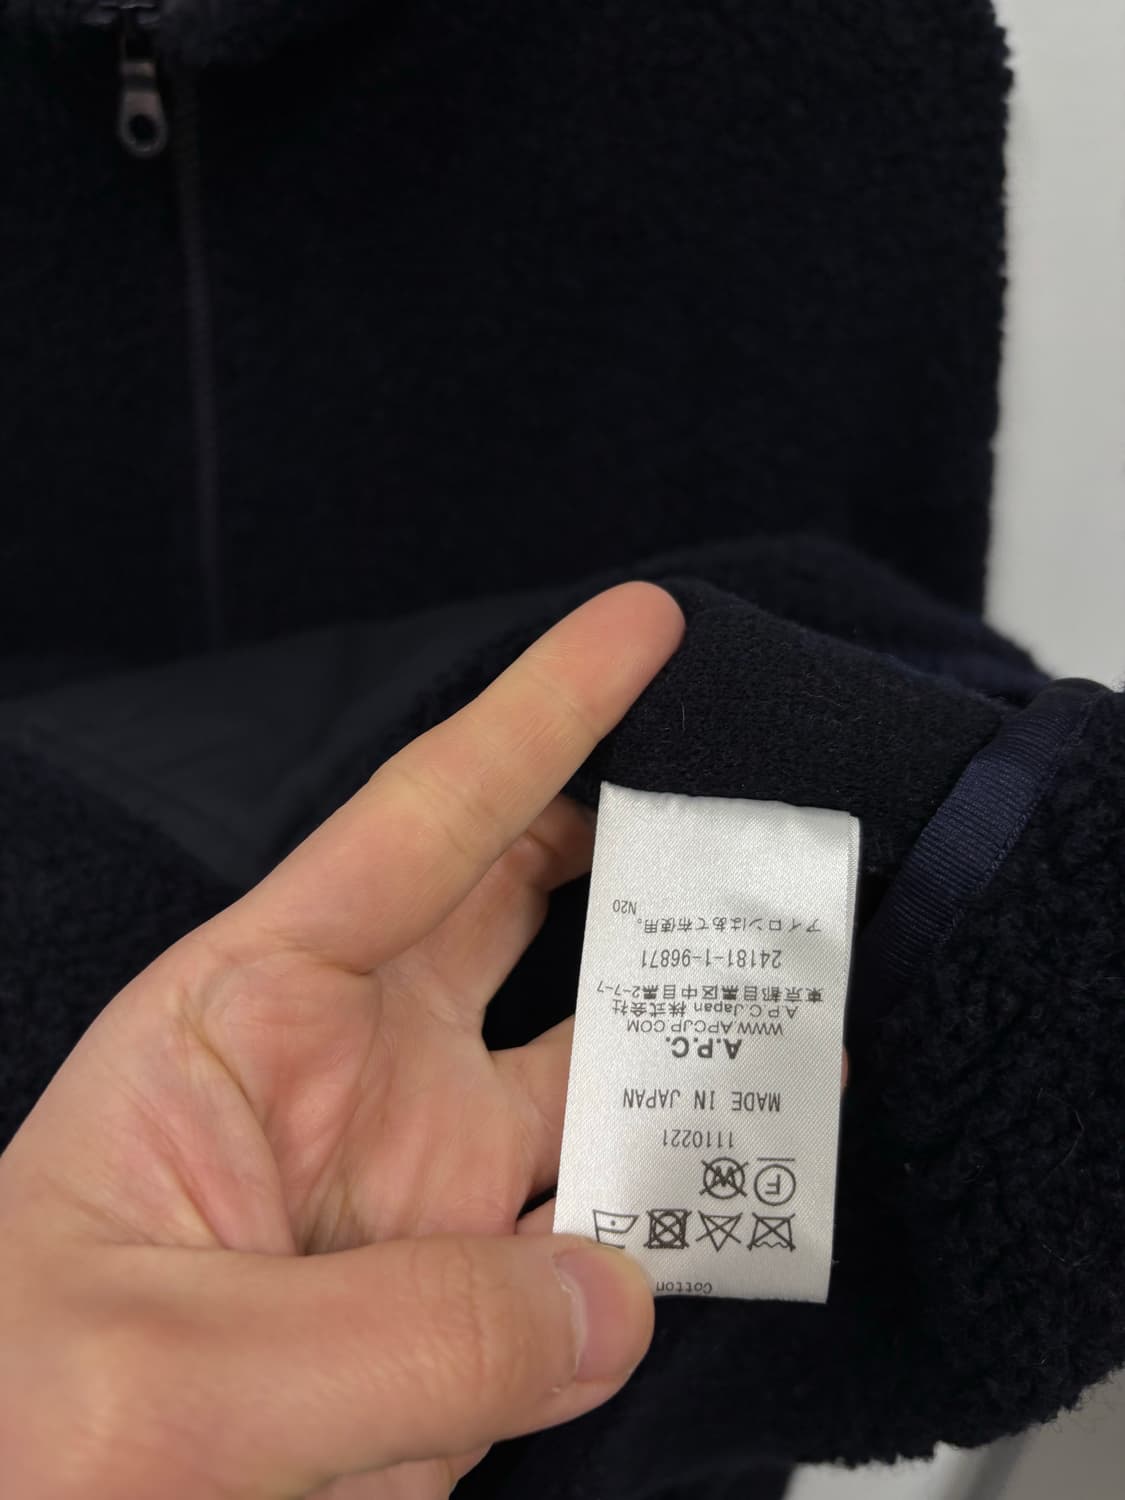 Cotton
F W
1110221
MADE IN JAPAN
A.P.C.
WWW.APCJP.COM
A.P.C.Japan 株式会社
東京都目黒区中目黒2-7-7
24181-1-96871
アイロンはあて布使用。
N20